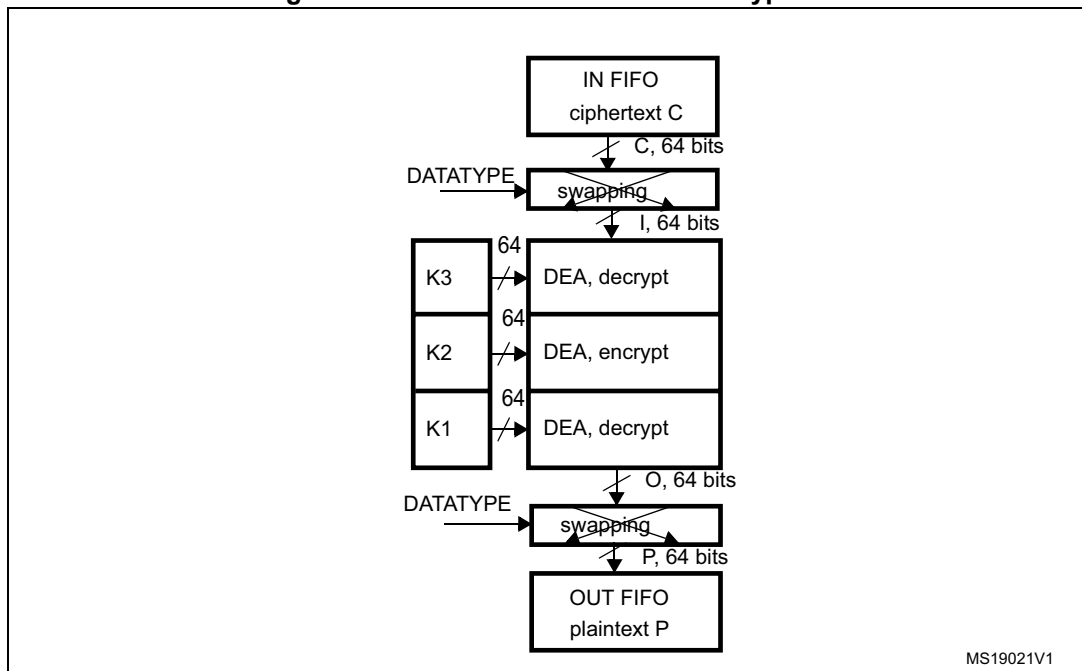 IN FIFO
ciphertext C
C, 64 bits
DATATYPE
swapping
I, 64 bits
64
K3
DEA, decrypt
64
K2
DEA, encrypt
64
K1
DEA, decrypt
O, 64 bits
DATATYPE
swapping
P, 64 bits
OUT FIFO
plaintext P
MS19021V1